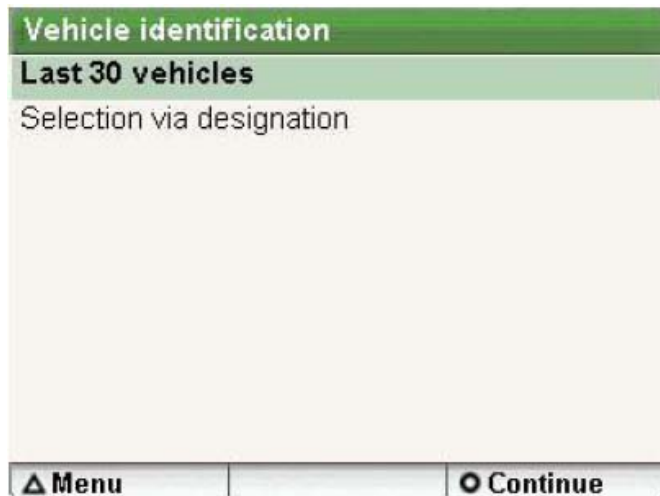 Vehicle identification
Last 30 vehicles
Selection via designation
Menu Continue